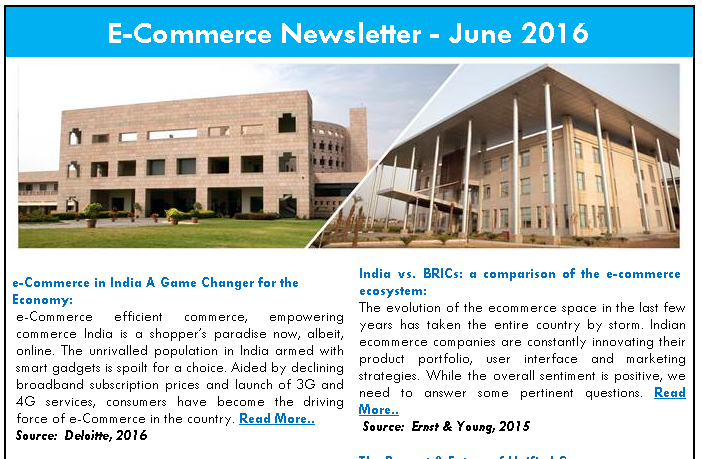 E-Commerce Newsletter - June 2016
e-Commerce in India A Game Changer for the
Economy:
e-Commerce efficient commerce, empowering
commerce India is a shopper's paradise now, albeit,
online. The unrivalled population in India armed with
smart gadgets is spoilt for a choice. Aided by declining
broadband subscription prices and launch of 3G and
4G services, consumers have become the driving
force of e-Commerce in the country. Read More..
Source: Deloitte, 2016
India vs. BRICs: a comparison of the e-commerce
ecosystem:
The evolution of the ecommerce space in the last few
years has taken the entire country by storm. Indian
ecommerce companies are constantly innovating their
product portfolio, user interface and marketing
strategies. While the overall sentiment is positive, we
need to answer some pertinent questions. Read
More..
Source: Ernst & Young, 2015